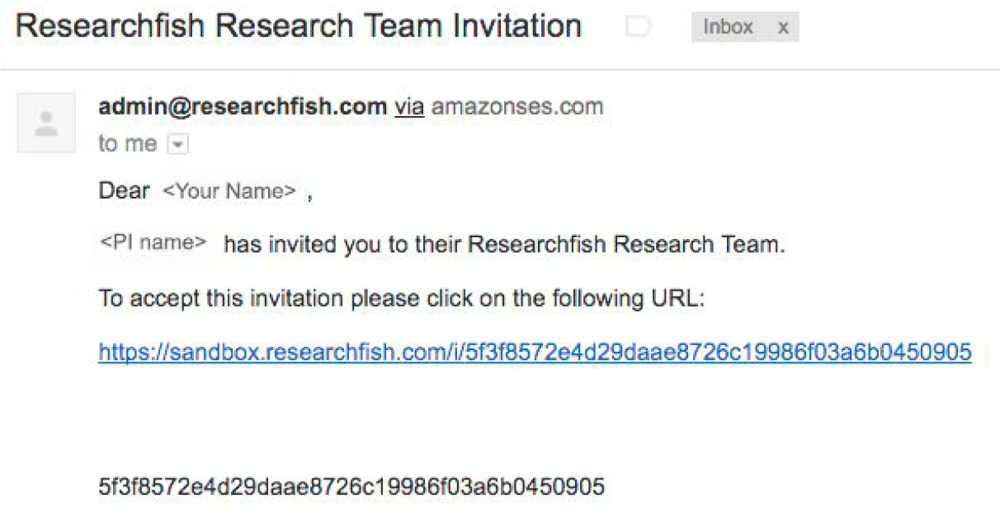 Researchfish Research Team Invitation Inbox x
admin@researchfish.com via amazonses.com
to me
Dear <Your Name> ,
<PI name> has invited you to their Researchfish Research Team.
To accept this invitation please click on the following URL:
https://sandbox.researchfish.com/i/5f3f8572e4d29daae8726c19986f03a6b0450905
5f3f8572e4d29daae8726c19986f03a6b0450905